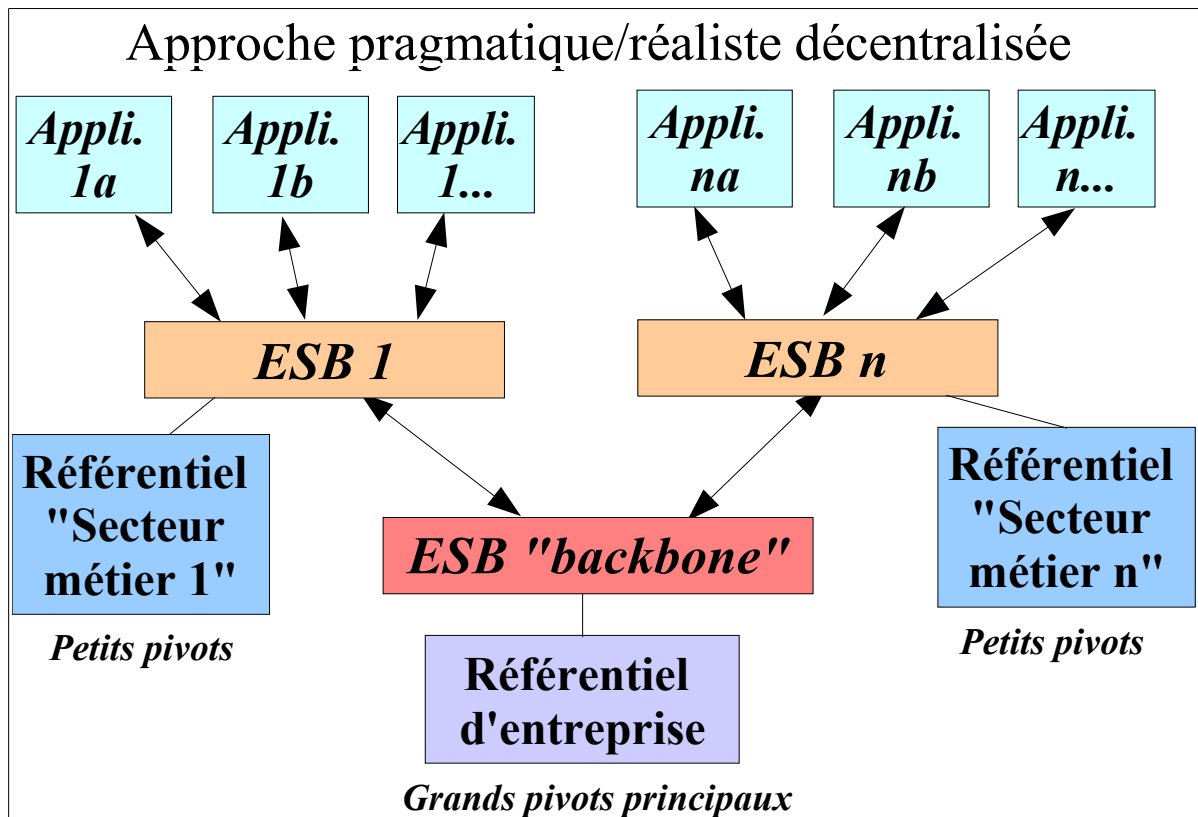 Approche pragmatique/réaliste décentralisée
Appli.
1a
Appli.
1b
Appli.
1...
Appli.
na
Appli.
nb
Appli.
n...
ESB 1
ESB n
Référentiel
"Secteur
métier 1"
Petits pivots
ESB "backbone"
Référentiel
"Secteur
métier n"
Petits pivots
Référentiel
d'entreprise
Grands pivots principaux